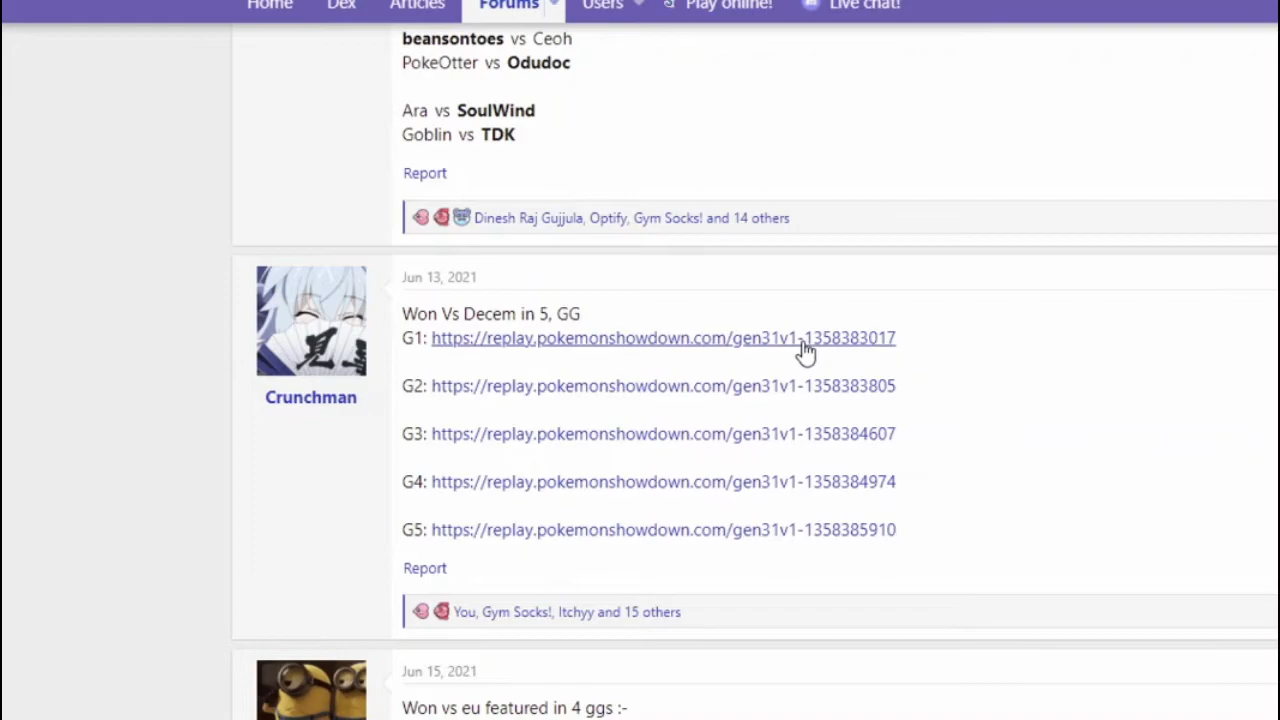 Home Dex Articles Forums Users Play online! Live chat!
beansontoes vs Ceoh
PokeOtter vs Odudoc
Ara vs SoulWind
Goblin vs TDK
Report
Dinesh Raj Gujjula, Optify, Gym Socks! and 14 others
Jun 13, 2021
Won Vs Decem in 5, GG
G1: https://replay.pokemonshowdown.com/gen31v1-1358383017
G2: https://replay.pokemonshowdown.com/gen31v1-1358383805
Crunchman
G3: https://replay.pokemonshowdown.com/gen31v1-1358384607
G4: https://replay.pokemonshowdown.com/gen31v1-1358384974
G5: https://replay.pokemonshowdown.com/gen31v1-1358385910
Report
You, Gym Socks!, Itchyy and 15 others
Jun 15, 2021
Won vs eu featured in 4 ggs :-